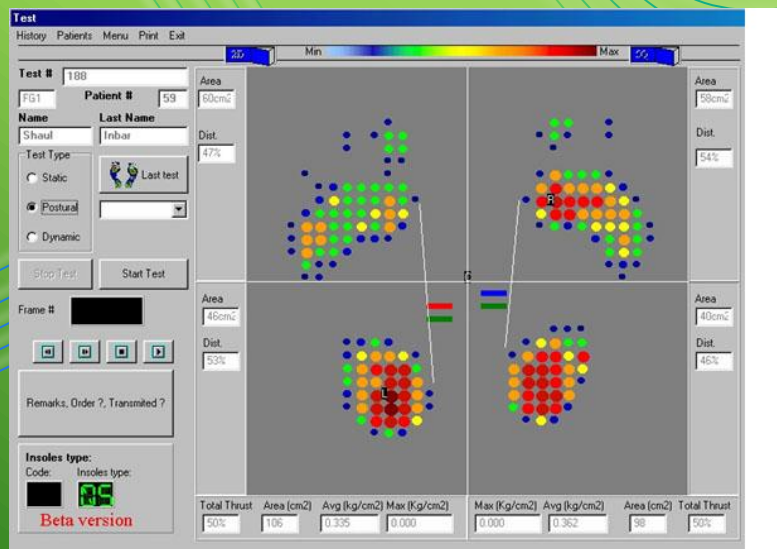 Test
History Patients Menu Print Exit
2D Min Max
Test # 188
FG1 Patient # 59
Name Last Name
Shaul Inbar
Test Type
Static
Postural
Dynamic
Last test
Stop Test Start Test
Frame #
Remarks, Order ?, Transmited ?
Insoles type:
Code: Insoles type:
Beta version
Area
60cm2
Dist.
47%
Area
58cm2
Dist.
54%
R
L
Area
46cm2
Dist.
53%
Area
40cm2
Dist.
46%
Total Thrust Area (cm2) Avg (kg/cm2) Max (Kg/cm2) Max (Kg/cm2) Avg (kg/cm2) Area (cm2) Total Thrust
50% 106 0.335 0.000 0.000 0.362 98 50%